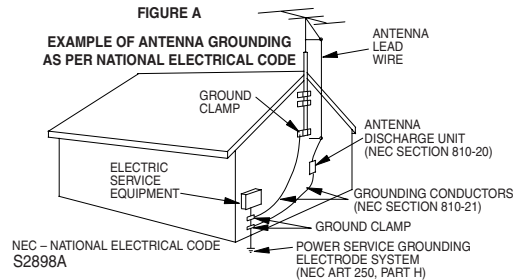 FIGURE A
EXAMPLE OF ANTENNA GROUNDING
AS PER NATIONAL ELECTRICAL CODE
ANTENNA
LEAD
WIRE
GROUND
CLAMP
ANTENNA
DISCHARGE UNIT
(NEC SECTION 810-20)
ELECTRIC
SERVICE
EQUIPMENT
GROUNDING CONDUCTORS
(NEC SECTION 810-21)
GROUND CLAMP
POWER SERVICE GROUNDING
ELECTRODE SYSTEM
(NEC ART 250, PART H)
NEC – NATIONAL ELECTRICAL CODE
S2898A